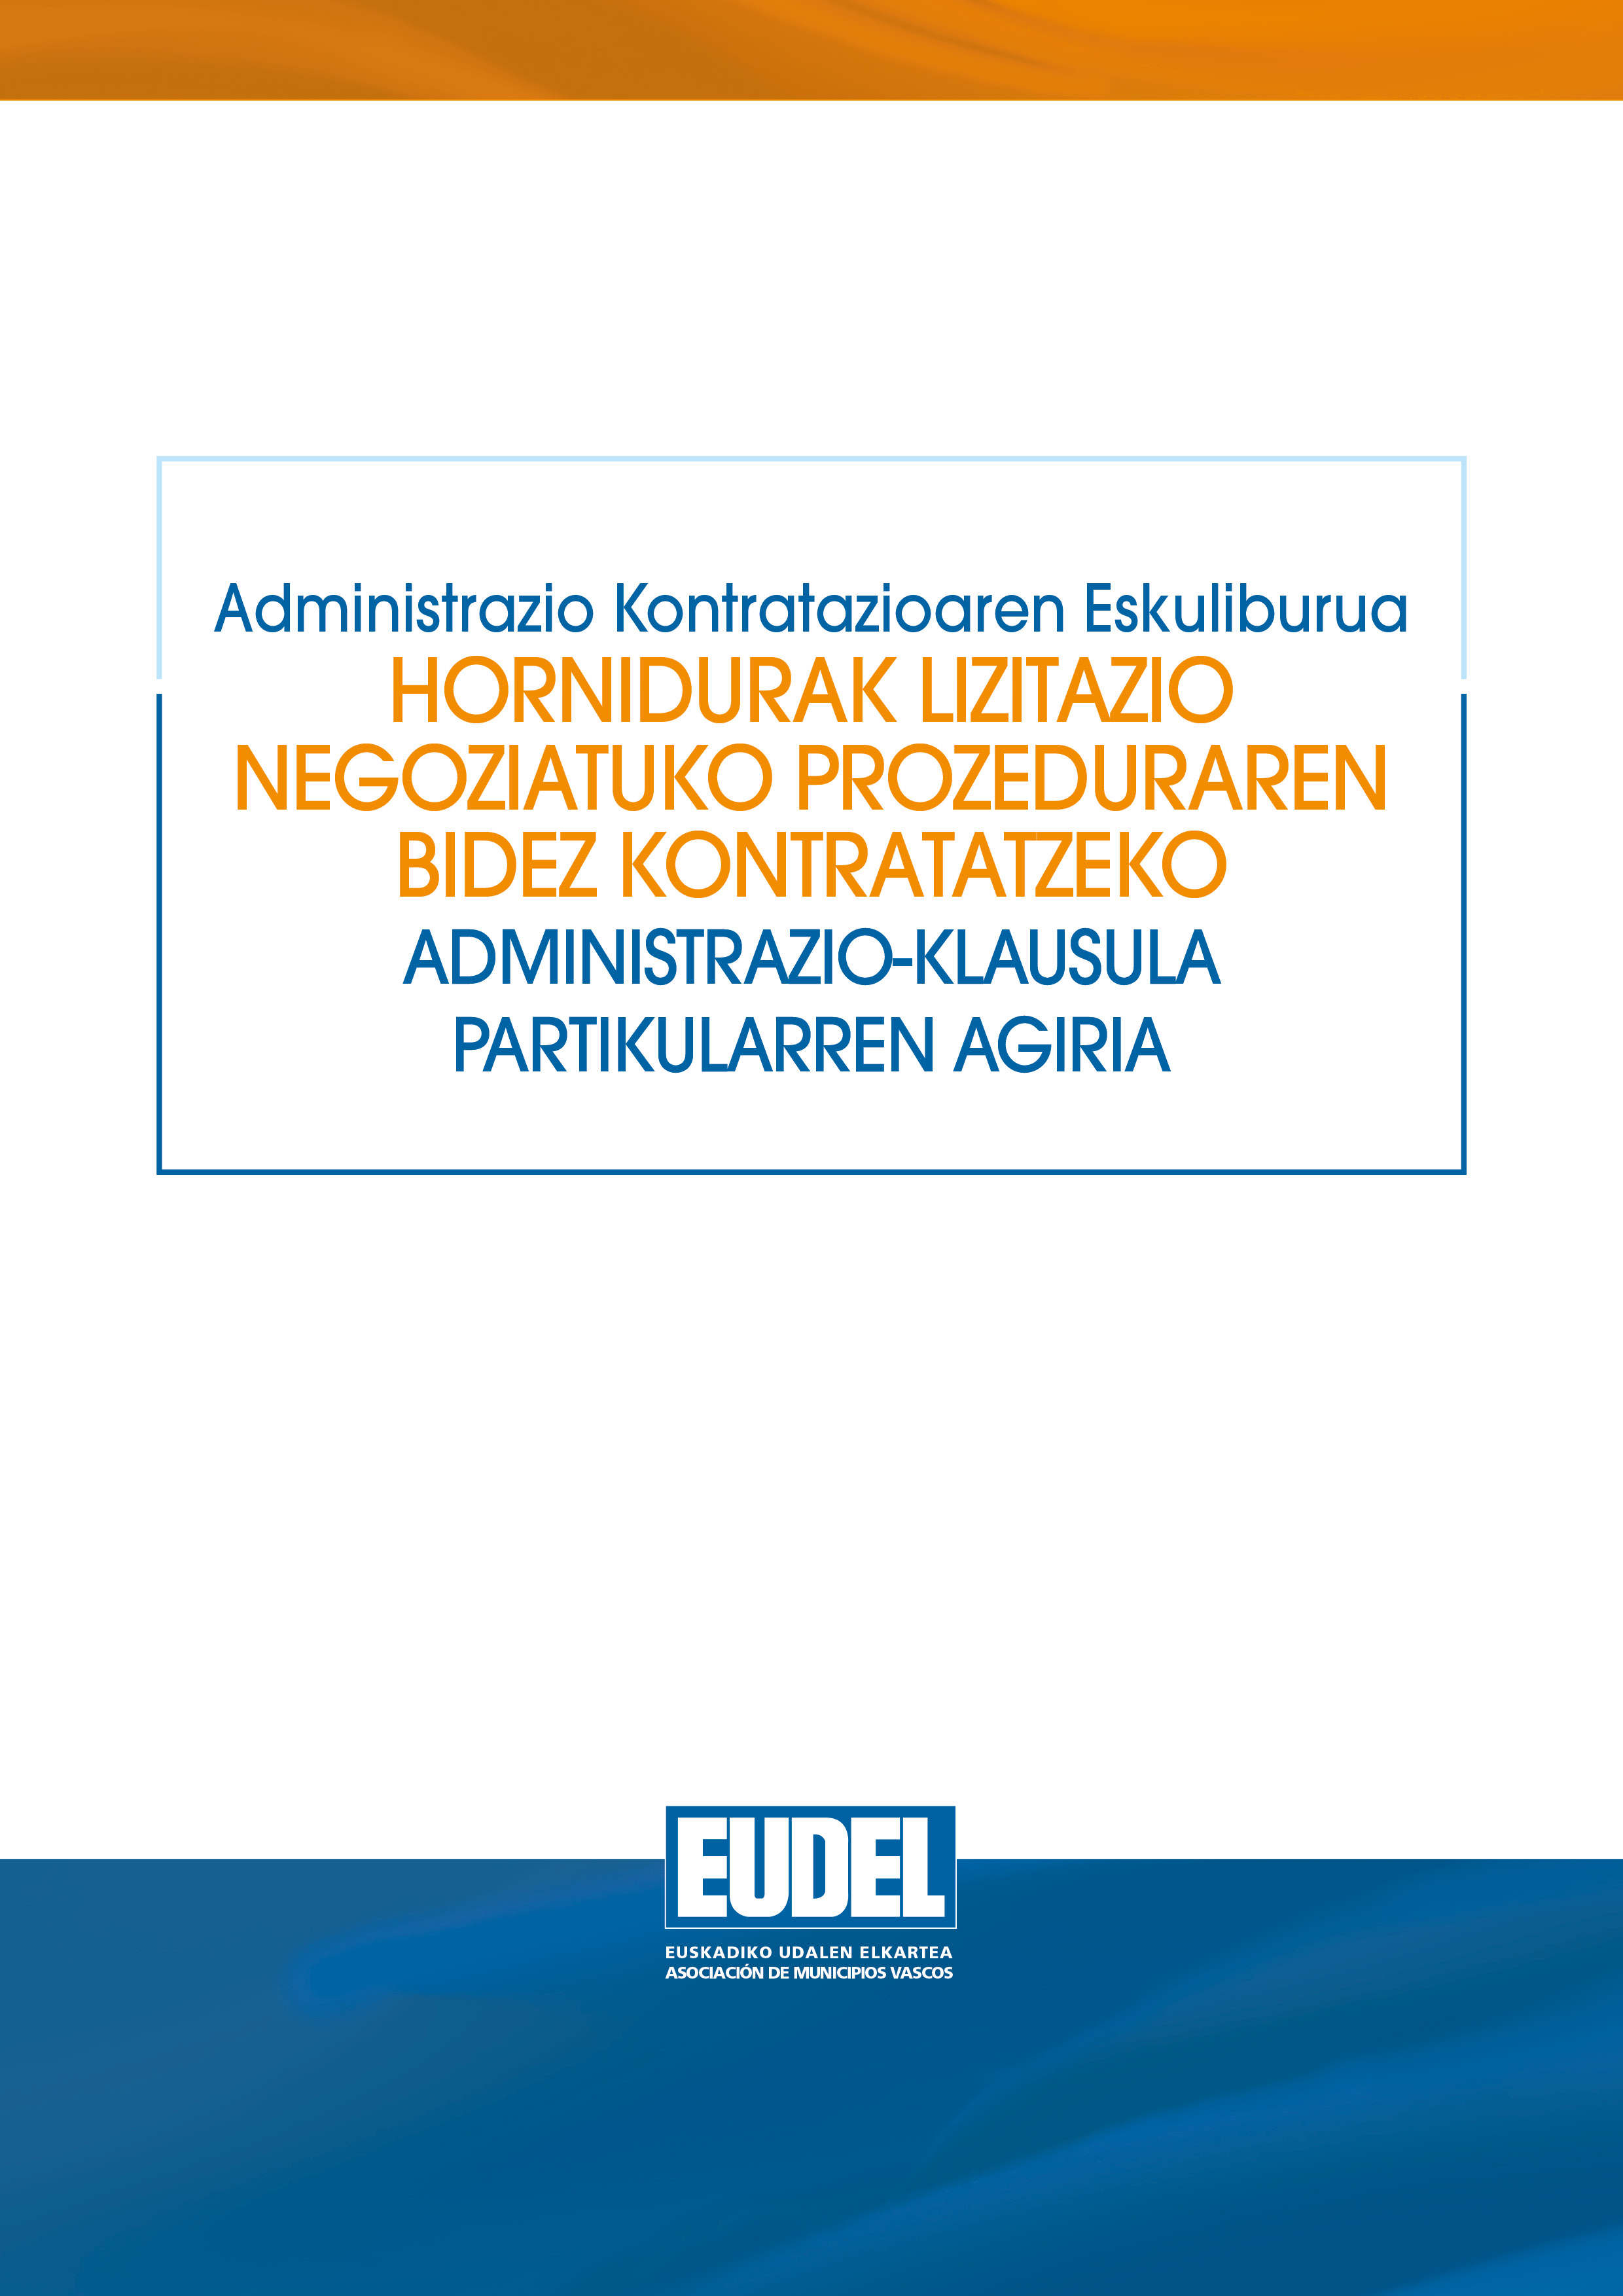 Administrazio Kontratazioaren Eskuliburua
HORNIDURAK LIZITAZIO
NEGOZIATUKO PROZEDURAREN
BIDEZ KONTRATATZEKO
ADMINISTRAZIO-KLAUSULA
PARTIKULARREN AGIRIA
EUDEL
EUSKADIKO UDALEN ELKARTEA
ASOCIACIÓN DE MUNICIPIOS VASCOS